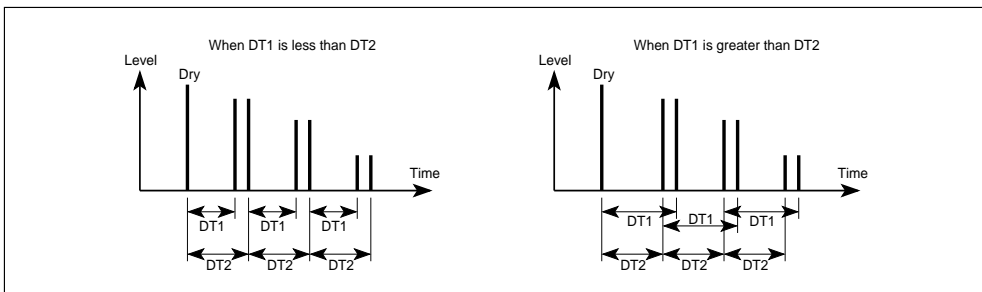 When DT1 is less than DT2
Level
Dry
Time
DT1 DT1 DT1
DT2 DT2 DT2
When DT1 is greater than DT2
Level
Dry
Time
DT1 DT1 DT1
DT2 DT2 DT2